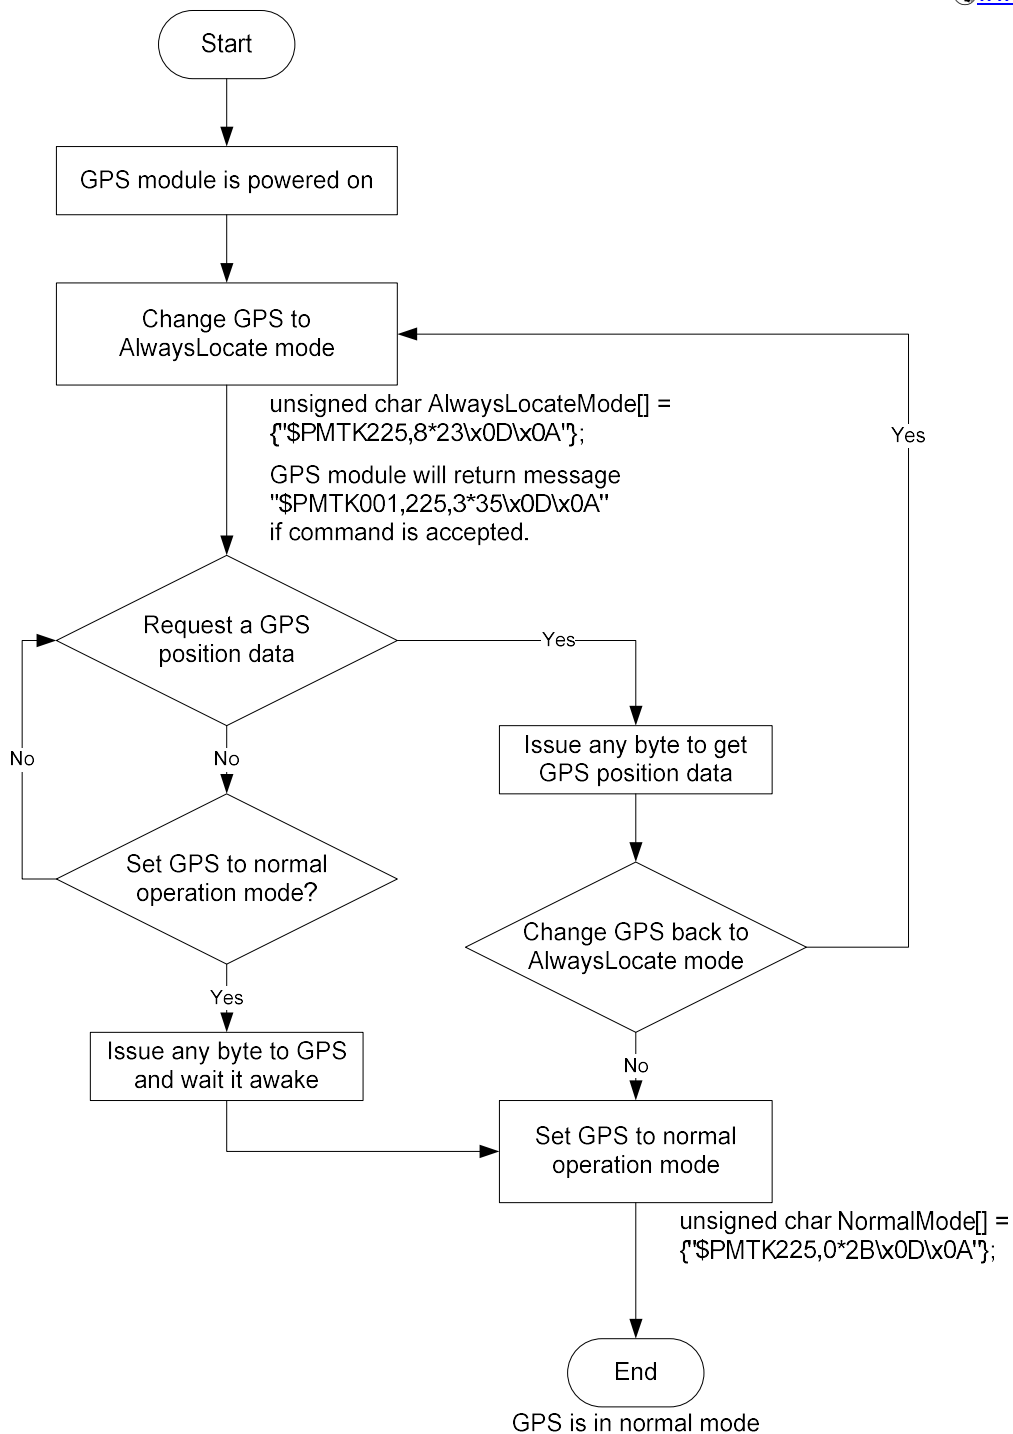 Start
GPS module is powered on
Change GPS to
AlwaysLocate mode
unsigned char AlwaysLocateMode[] =
{"$PMTK225,8*23\x0D\x0A"};
GPS module will return message
"$PMTK001,225,3*35\x0D\x0A"
if command is accepted.
Yes
Request a GPS
position data
Yes
No
No
Issue any byte to get
GPS position data
Set GPS to normal
operation mode?
Change GPS back to
AlwaysLocate mode
Yes
Issue any byte to GPS
and wait it awake
No
Set GPS to normal
operation mode
unsigned char NormalMode[] =
{"$PMTK225,0*2B\x0D\x0A"};
End
GPS is in normal mode